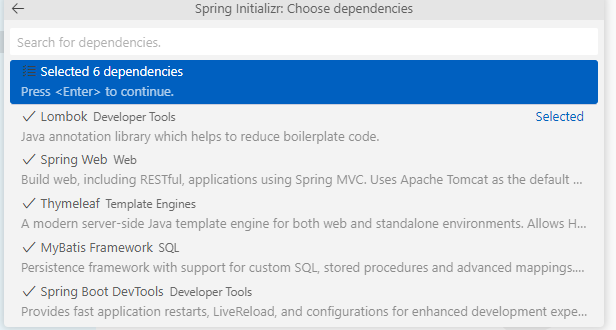 Spring Initializr: Choose dependencies
Search for dependencies.
Selected 6 dependencies
Press <Enter> to continue.
Lombok Developer Tools Selected
Java annotation library which helps to reduce boilerplate code.
Spring Web Web
Build web, including RESTful, applications using Spring MVC. Uses Apache Tomcat as the default ...
Thymeleaf Template Engines
A modern server-side Java template engine for both web and standalone environments. Allows H...
MyBatis Framework SQL
Persistence framework with support for custom SQL, stored procedures and advanced mappings....
Spring Boot DevTools Developer Tools
Provides fast application restarts, LiveReload, and configurations for enhanced development expe...